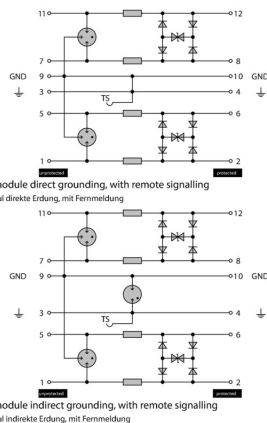 11 12
7 8
GND 9 10 GND
3 4
TS
5 6
1 2
unprotected protected
module direct grounding, with remote signalling
direkte Erdung, mit Fernmeldung
11 12
7 8
GND 9 10 GND
3 4
TS
5 6
1 2
unprotected protected
module indirect grounding, with remote signalling
indirekte Erdung, mit Fernmeldung